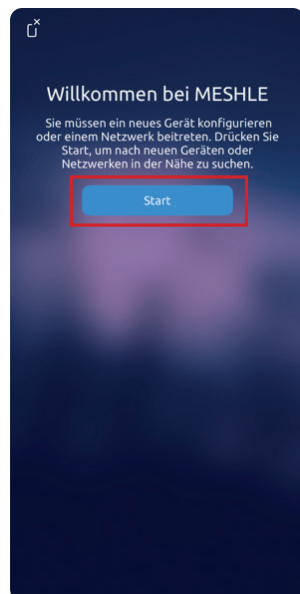 Willkommen bei MESHLE
Sie müssen ein neues Gerät konfigurieren
oder einem Netzwerk beitreten. Drücken Sie
Start, um nach neuen Geräten oder
Netzwerken in der Nähe zu suchen.
Start